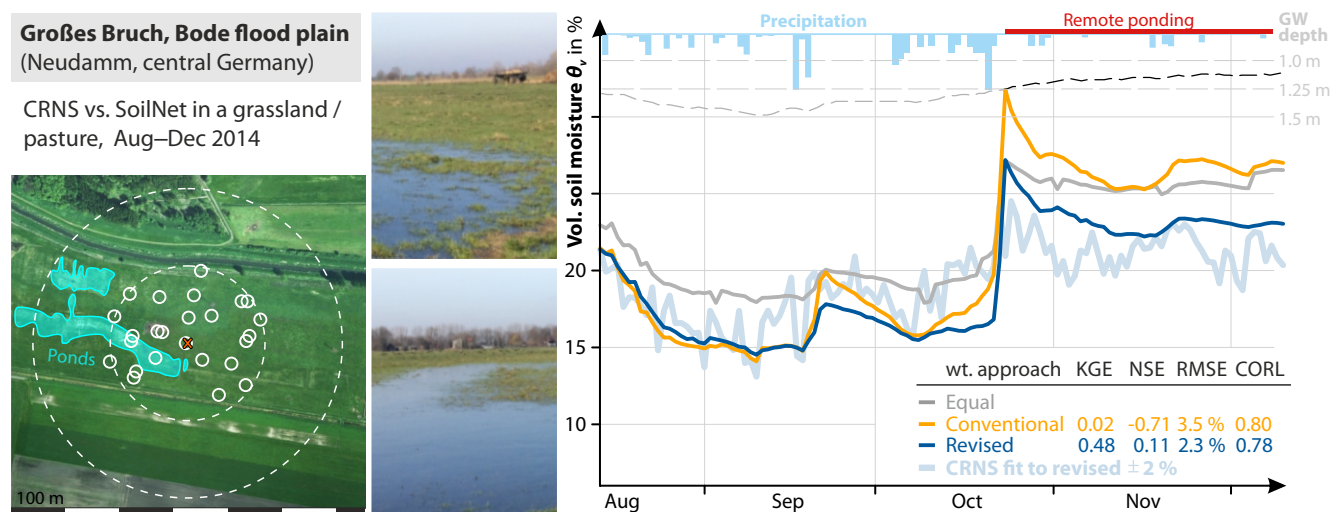 Großes Bruch, Bode flood plain
(Neudamm, central Germany)
CRNS vs. SoilNet in a grassland /
pasture, Aug–Dec 2014
Ponds
100 m
Vol. soil moisture θv in %
Precipitation
Remote ponding
GW
depth
1.0 m
1.25 m
1.5 m
20
15
10
wt. approach KGE NSE RMSE CORL
Equal
Conventional 0.02 -0.71 3.5 % 0.80
Revised 0.48 0.11 2.3 % 0.78
CRNS fit to revised ± 2 %
Aug Sep Oct Nov